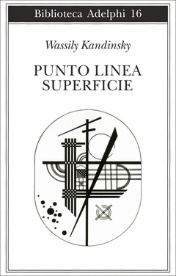 Biblioteca Adelphi 16
Wassily Kandinsky
PUNTO LINEA
SUPERFICIE